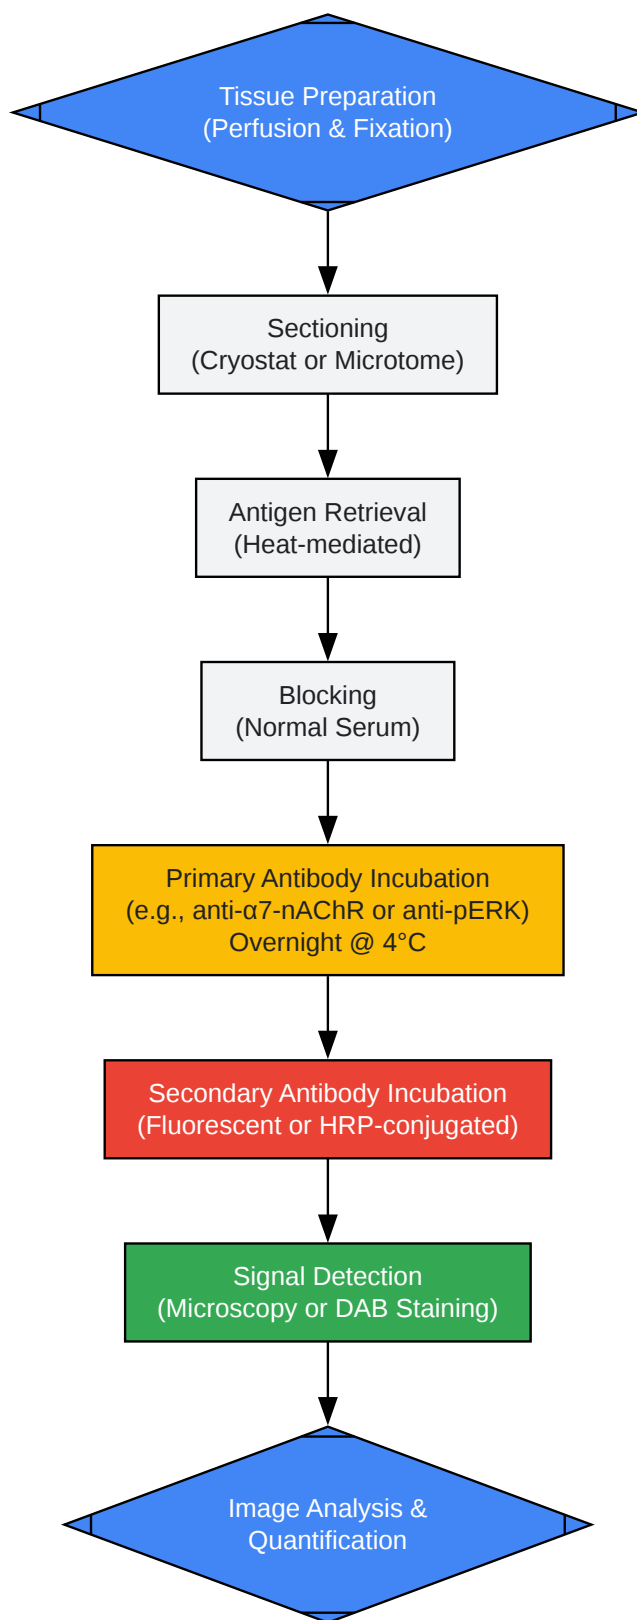 Tissue Preparation
(Perfusion & Fixation)
Sectioning
(Cryostat or Microtome)
Antigen Retrieval
(Heat-mediated)
Blocking
(Normal Serum)
Primary Antibody Incubation
(e.g., anti-α7-nAChR or anti-pERK)
Overnight @ 4°C
Secondary Antibody Incubation
(Fluorescent or HRP-conjugated)
Signal Detection
(Microscopy or DAB Staining)
Image Analysis &
Quantification